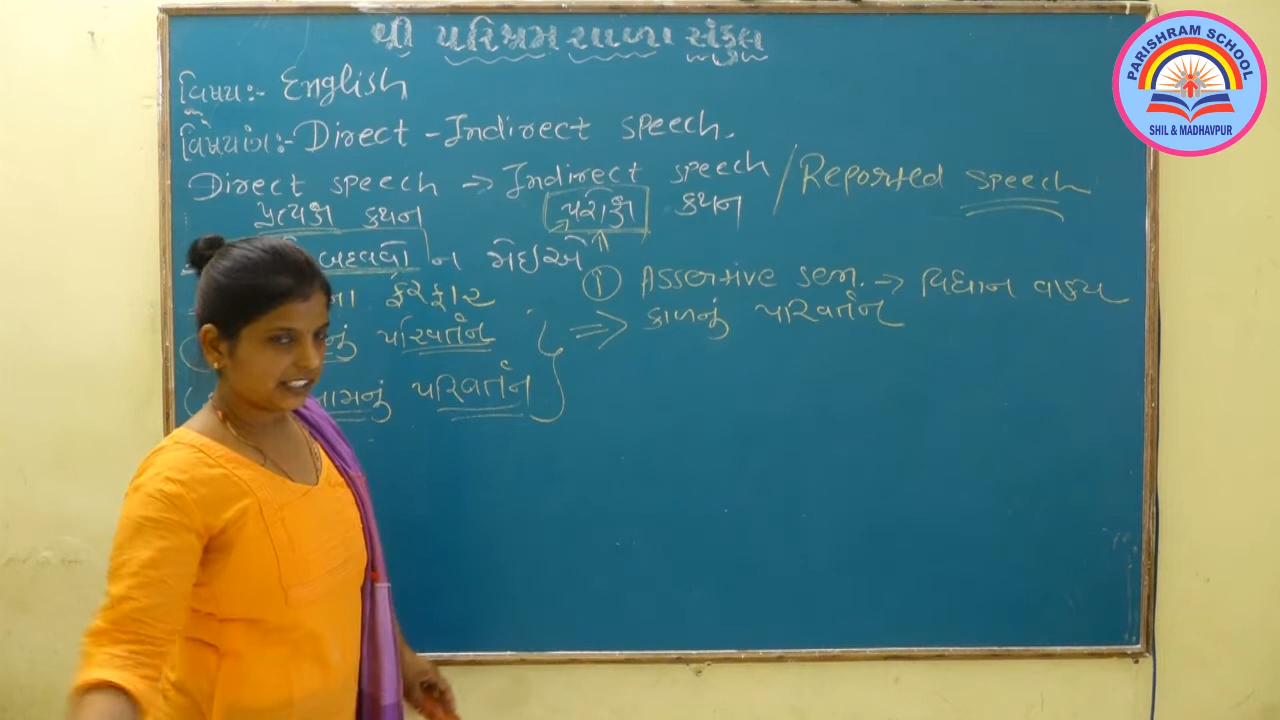 શ્રી પરિશ્રમ શાળા સંકુલ
વિષય:- English
વિષયાંગ:- Direct - Indirect speech.
Direct speech → Indirect speech / Reported speech
પ્રત્યક્ષ કથન પરોક્ષ કથન
બદલવો ન જોઇએ
ના ફેરફાર
① Assertive sen. → વિધાન વાક્ય
નું પરિવર્તન ⇒ કાળનું પરિવર્તન
નામનું પરિવર્તન
PARISHRAM SCHOOL
SHIL & MADHAVPUR